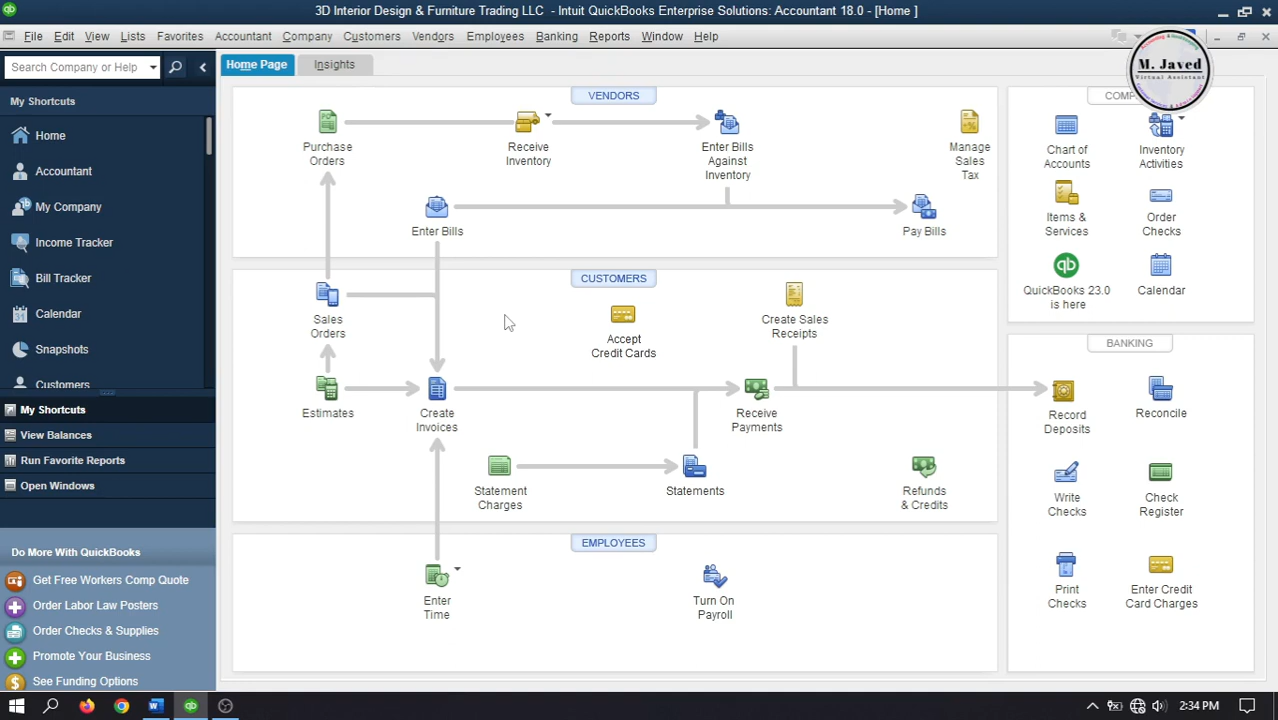 3D Interior Design & Furniture Trading LLC - Intuit QuickBooks Enterprise Solutions: Accountant 18.0 - [Home ]
File Edit View Lists Favorites Accountant Company Customers Vendors Employees Banking Reports Window Help
Search Company or Help
My Shortcuts
Home
Accountant
My Company
Income Tracker
Bill Tracker
Calendar
Snapshots
Customers
My Shortcuts
View Balances
Run Favorite Reports
Open Windows
Do More With QuickBooks
Get Free Workers Comp Quote
Order Labor Law Posters
Order Checks & Supplies
Promote Your Business
See Funding Options
Home Page Insights
VENDORS
Purchase
Orders
Receive
Inventory
Enter Bills
Against
Inventory
Manage
Sales
Tax
Enter Bills
Pay Bills
CUSTOMERS
Sales
Orders
Accept
Credit Cards
Create Sales
Receipts
Estimates
Create
Invoices
Receive
Payments
Statement
Charges
Statements
Refunds
& Credits
EMPLOYEES
Enter
Time
Turn On
Payroll
M. Javed
Virtual Assistant
Chart of
Accounts
Inventory
Activities
Items &
Services
Order
Checks
qb
QuickBooks 23.0
is here
Calendar
BANKING
Record
Deposits
Reconcile
Write
Checks
Check
Register
Print
Checks
Enter Credit
Card Charges
2:34 PM